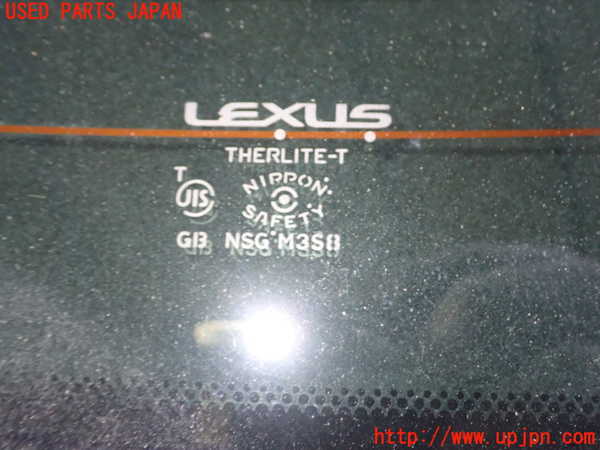 USED PARTS JAPAN
LEXUS
THERLITE-T
T
JIS
NIPPON
SAFETY
GB NSG M3S8
http://www.upjpn.com/